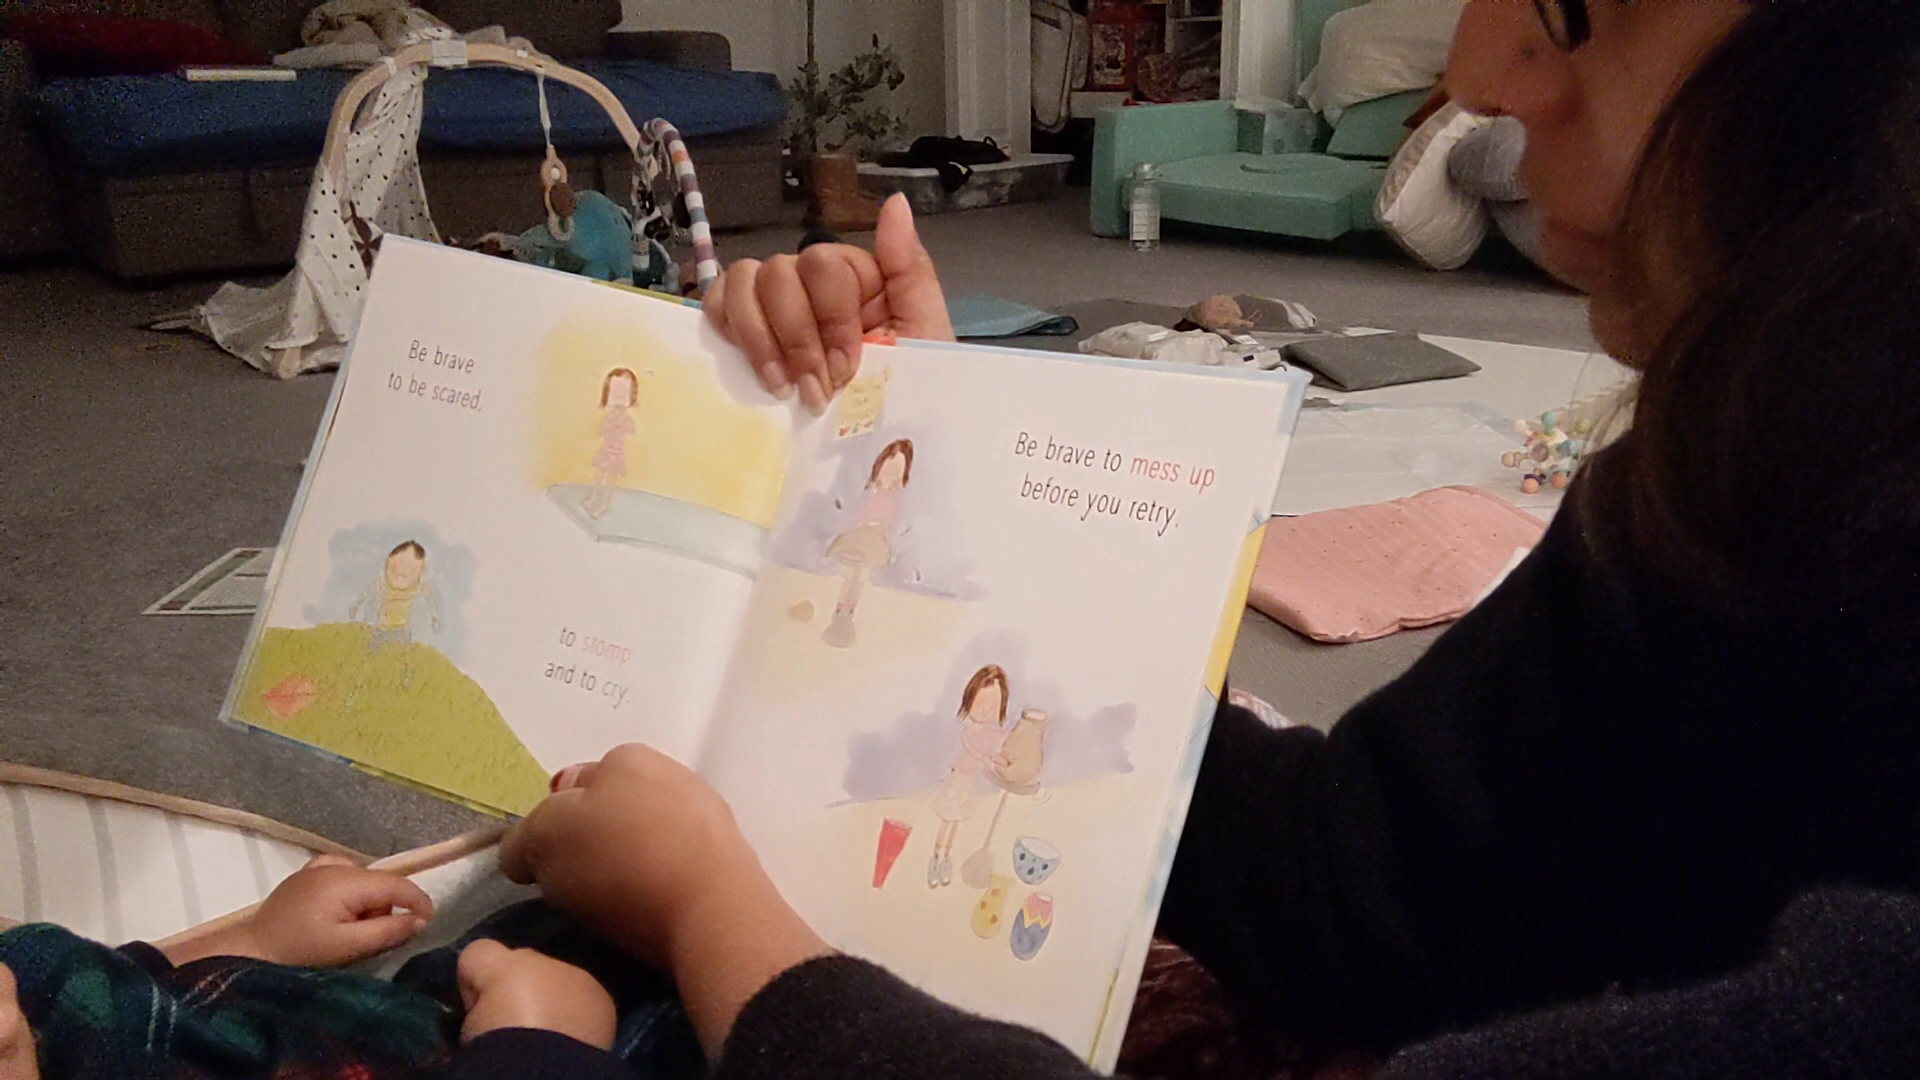 Be brave
to be scared,
to stomp
and to cry.
Be brave to mess up
before you retry.